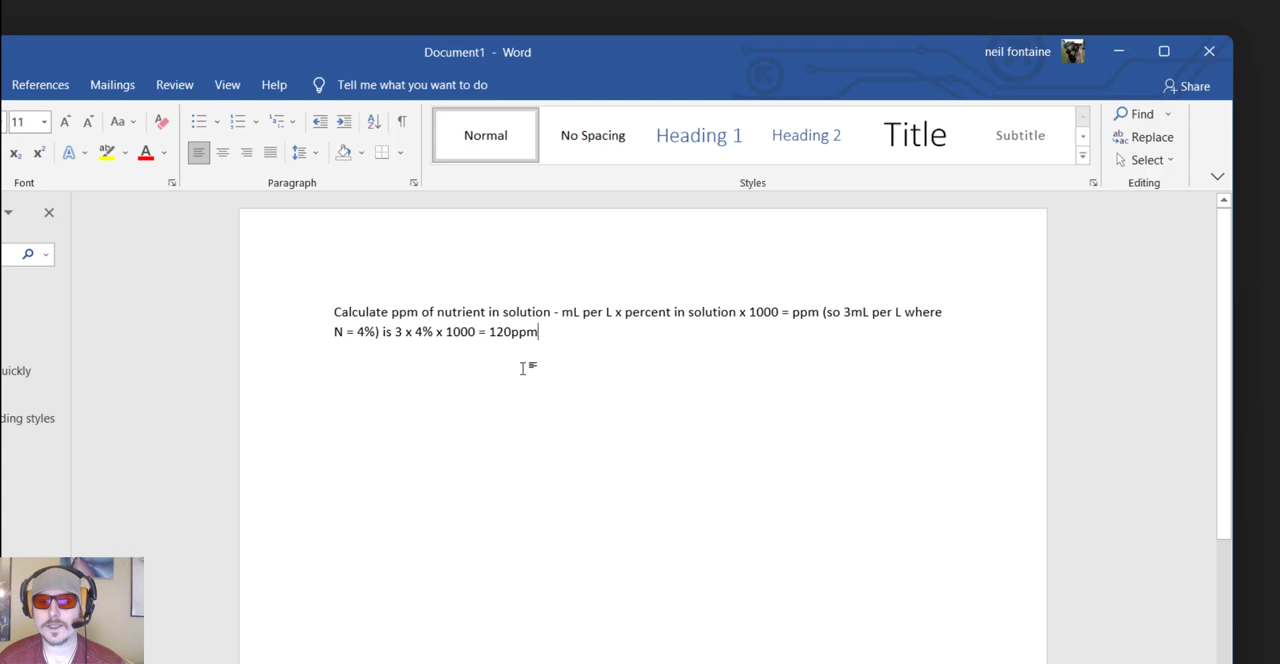 Document1 - Word
neil fontaine
References Mailings Review View Help Tell me what you want to do
Share
11 Aa
Normal No Spacing Heading 1 Heading 2 Title Subtitle
Find
Replace
Select
Font Paragraph Styles Editing
Calculate ppm of nutrient in solution - mL per L x percent in solution x 1000 = ppm (so 3mL per L where
N = 4%) is 3 x 4% x 1000 = 120ppm
uickly
ding styles